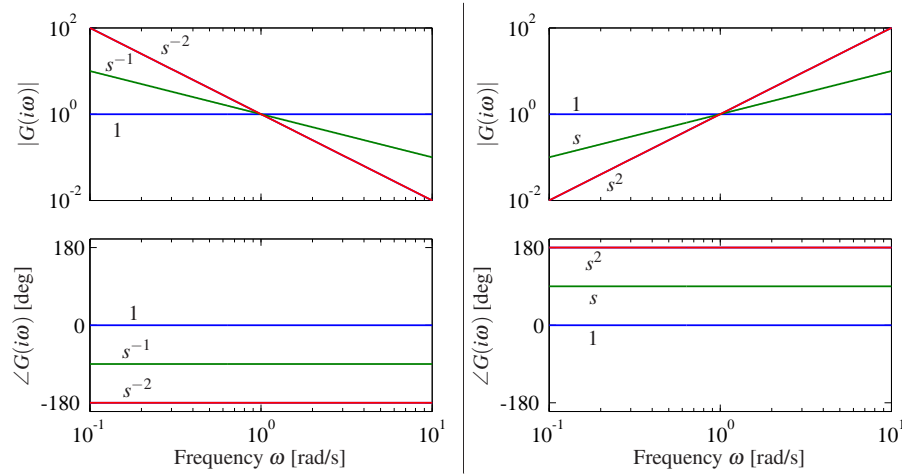 10^2
10^0
10^-2
|G(iω)|
s^-2
s^-1
1
180
0
-180
∠G(iω) [deg]
1
s^-1
s^-2
10^-1
10^0
10^1
Frequency ω [rad/s]
10^2
10^0
10^-2
|G(iω)|
1
s
s^2
180
0
-180
∠G(iω) [deg]
s^2
s
1
10^-1
10^0
10^1
Frequency ω [rad/s]